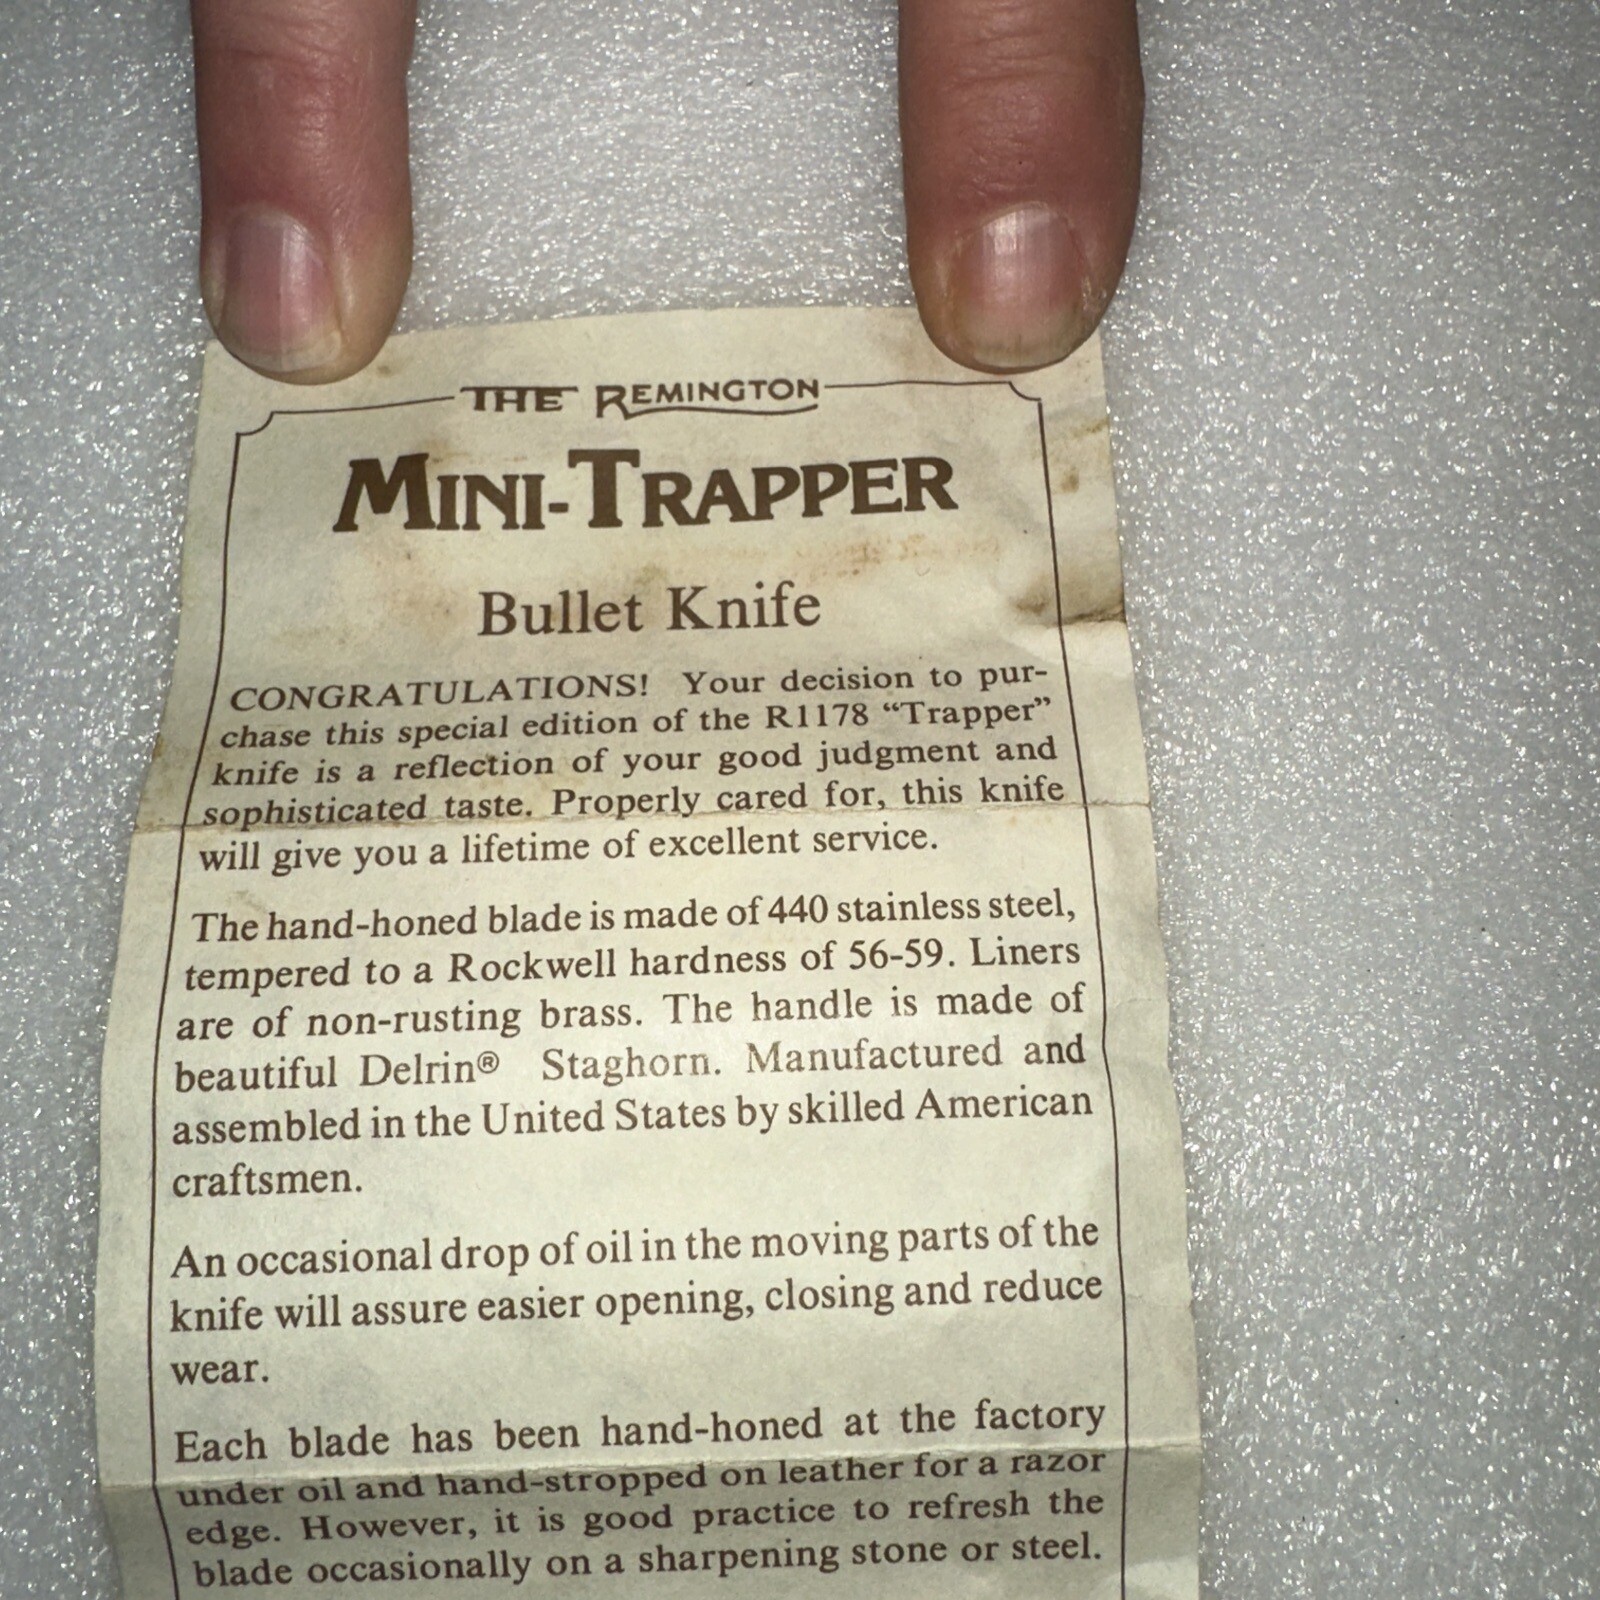 THE REMINGTON
MINI-TRAPPER
Bullet Knife
CONGRATULATIONS! Your decision to pur-
chase this special edition of the R1178 “Trapper”
knife is a reflection of your good judgment and
sophisticated taste. Properly cared for, this knife
will give you a lifetime of excellent service.
The hand-honed blade is made of 440 stainless steel,
tempered to a Rockwell hardness of 56-59. Liners
are of non-rusting brass. The handle is made of
beautiful Delrin® Staghorn. Manufactured and
assembled in the United States by skilled American
craftsmen.
An occasional drop of oil in the moving parts of the
knife will assure easier opening, closing and reduce
wear.
Each blade has been hand-honed at the factory
under oil and hand-stropped on leather for a razor
edge. However, it is good practice to refresh the
blade occasionally on a sharpening stone or steel.